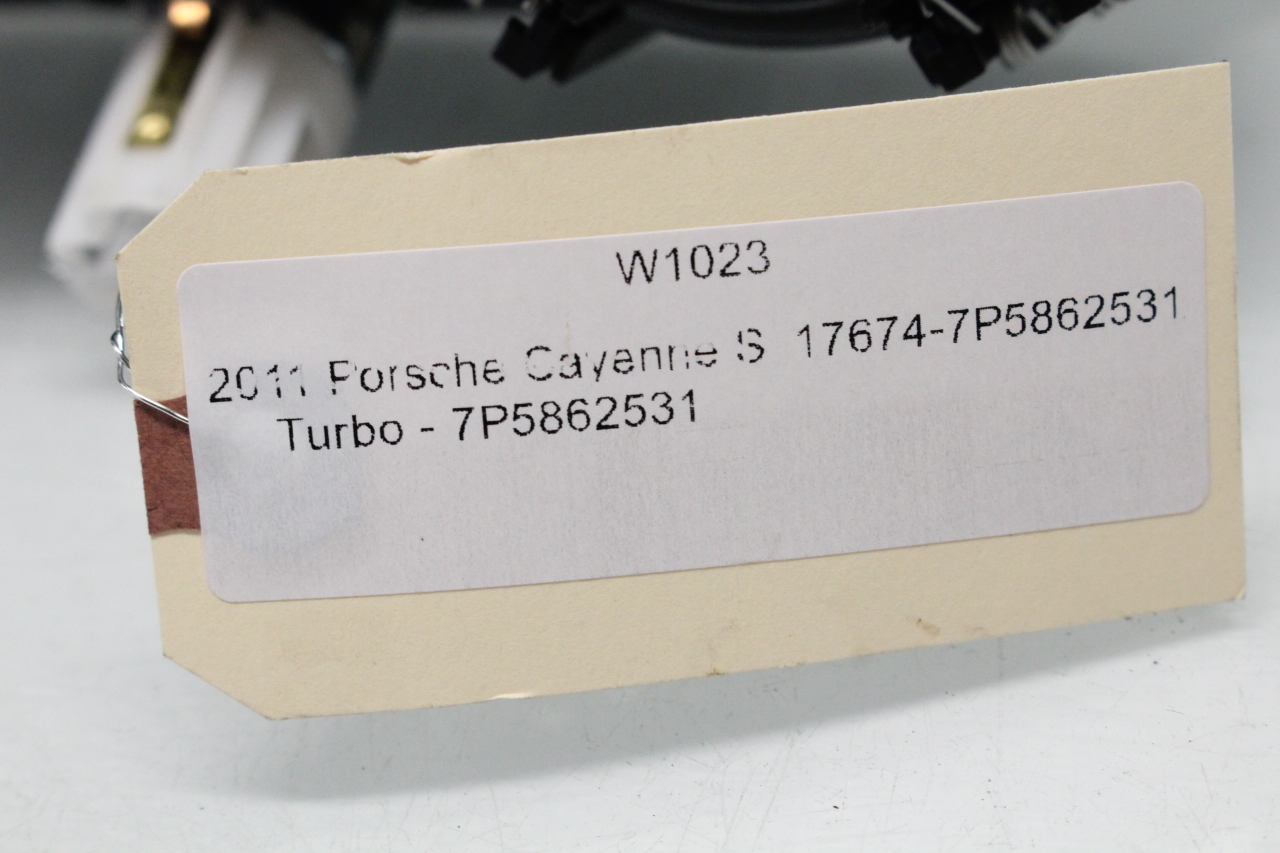 W1023
2011 Porsche Cayenne S 17674-7P5862531
Turbo - 7P5862531